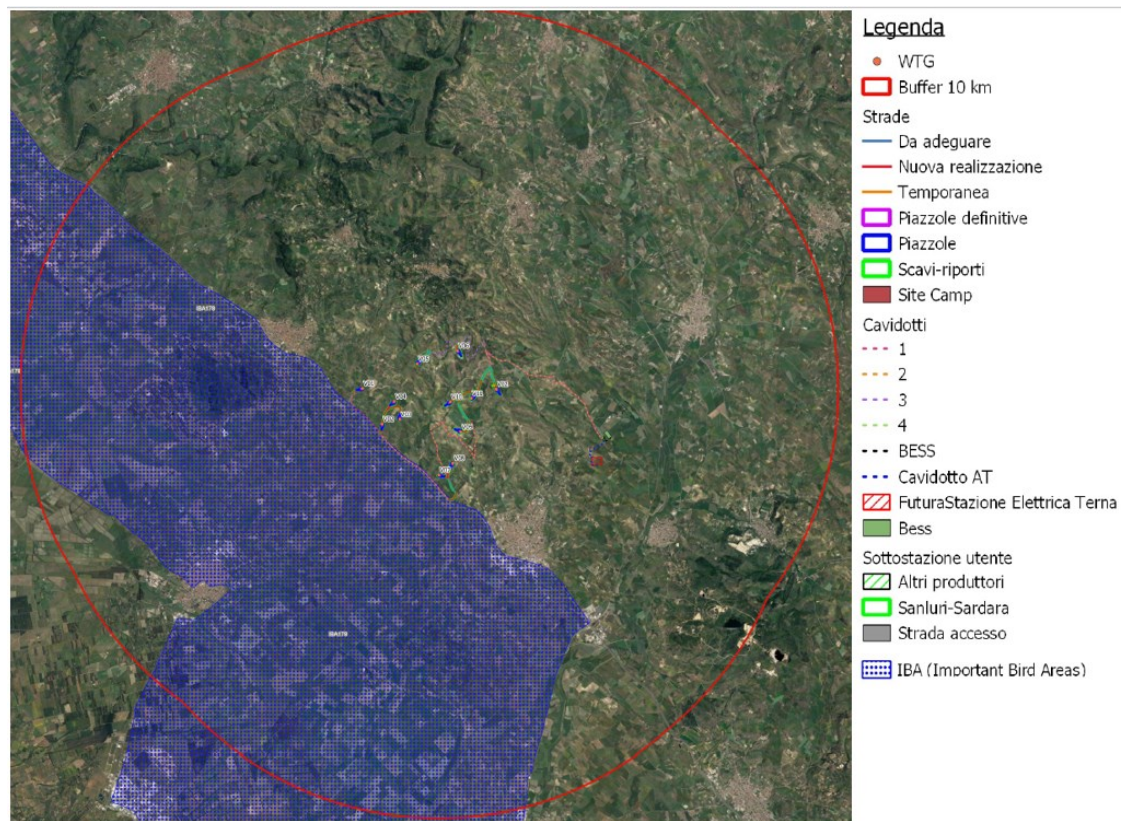 Legenda
WTG
Buffer 10 km
Strade
Da adeguare
Nuova realizzazione
Temporanea
Piazzole definitive
Piazzole
Scavi-riporti
Site Camp
Cavidotti
1
2
3
4
BESS
Cavidotto AT
FuturaStazione Elettrica Terna
Bess
Sottostazione utente
Altri produttori
Sanluri-Sardara
Strada accesso
IBA (Important Bird Areas)
IBA178
IBA178